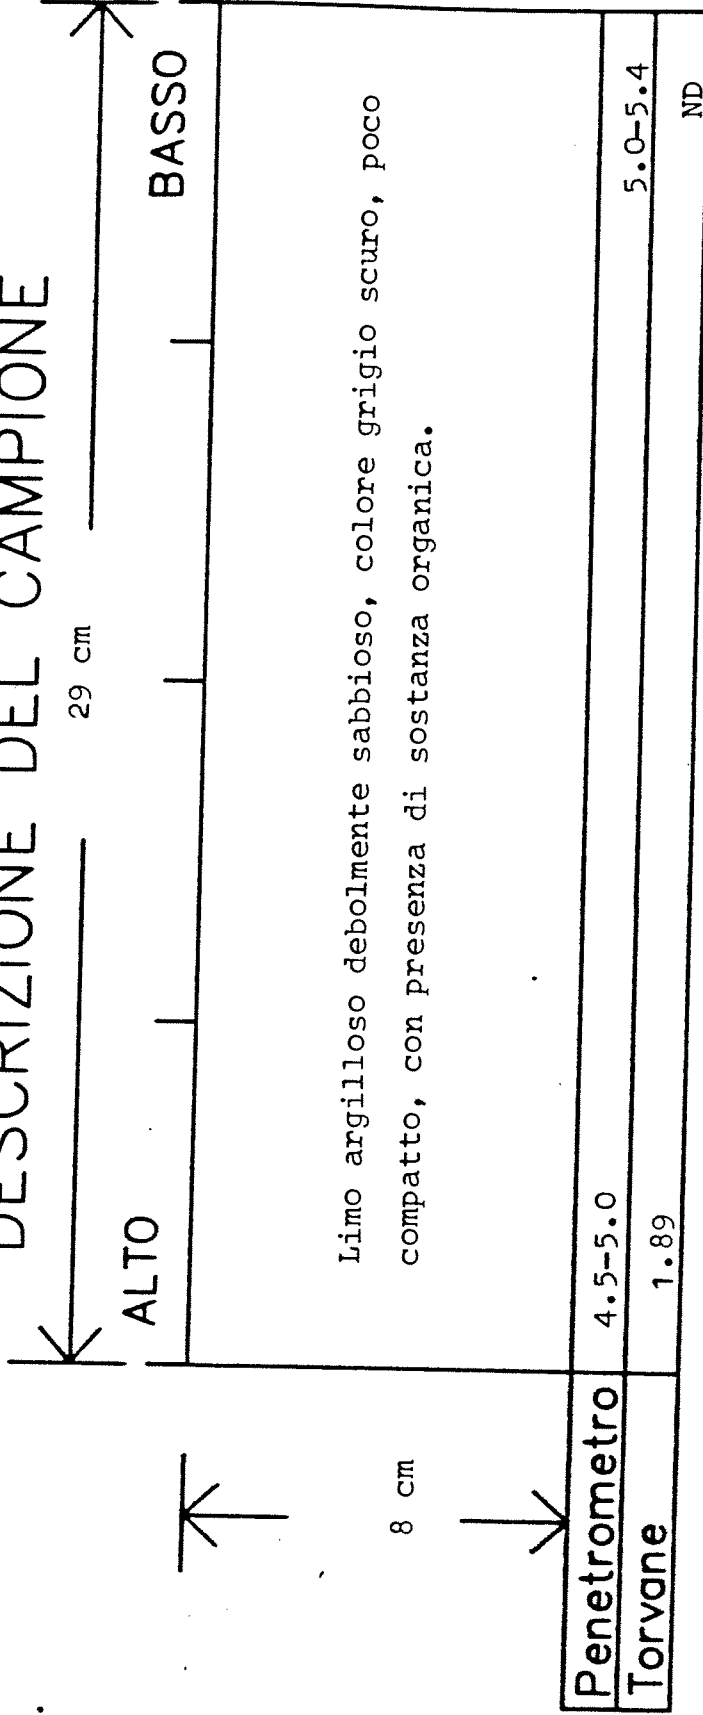 DESCRIZIONE DEL CAMPIONE
29 cm
ALTO BASSO
8 cm
Limo argilloso debolmente sabbioso, colore grigio scuro, poco
compatto, con presenza di sostanza organica.
Penetrometro 4.5-5.0 5.0-5.4
Torvane 1.89 ND